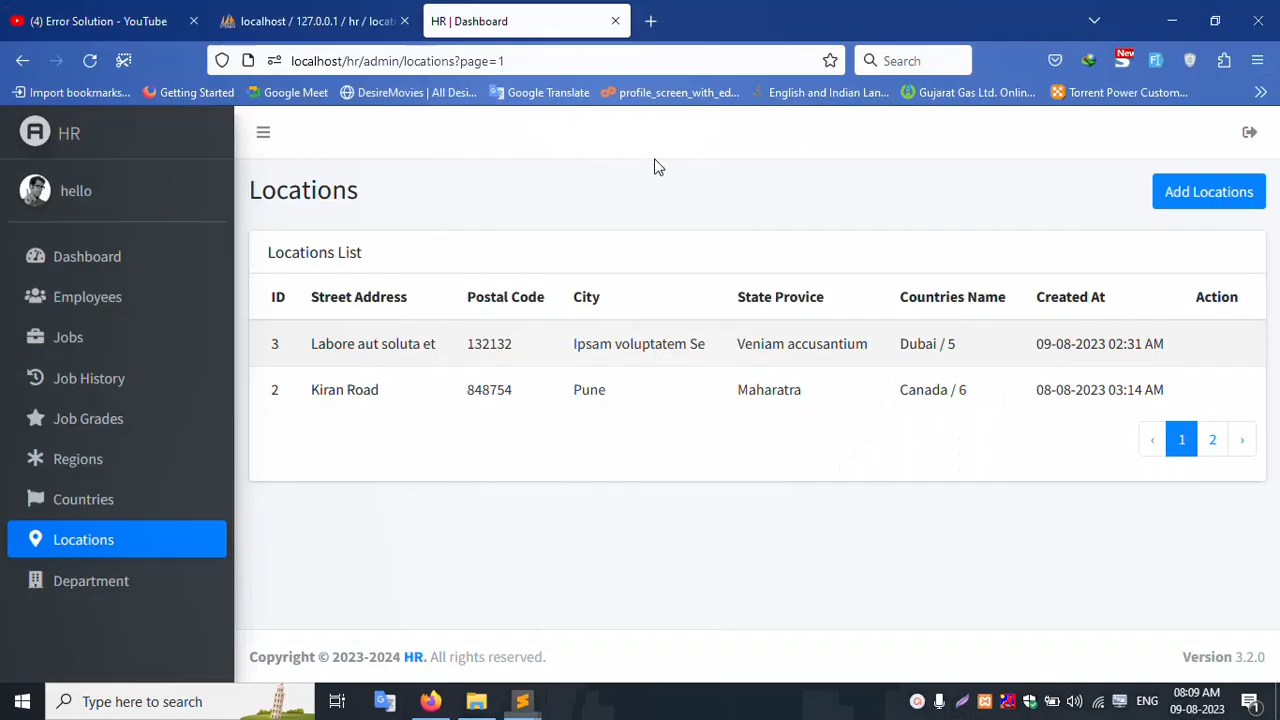 (4) Error Solution - YouTube
localhost / 127.0.0.1 / hr / locat
HR | Dashboard
localhost/hr/admin/locations?page=1
Search
New
Import bookmarks...
Getting Started
Google Meet
DesireMovies | All Desi...
Google Translate
profile_screen_with_ed...
English and Indian Lan...
Gujarat Gas Ltd. Onlin...
Torrent Power Custom...
HR
hello
Dashboard
Employees
Jobs
Job History
Job Grades
Regions
Countries
Locations
Department
Locations
Add Locations
Locations List
ID Street Address Postal Code City State Provice Countries Name Created At Action
3 Labore aut soluta et 132132 Ipsam voluptatem Se Veniam accusantium Dubai / 5 09-08-2023 02:31 AM
2 Kiran Road 848754 Pune Maharatra Canada / 6 08-08-2023 03:14 AM
‹ 1 2 ›
Copyright © 2023-2024 HR. All rights reserved.
Version 3.2.0
Type here to search
ENG
08:09 AM
09-08-2023